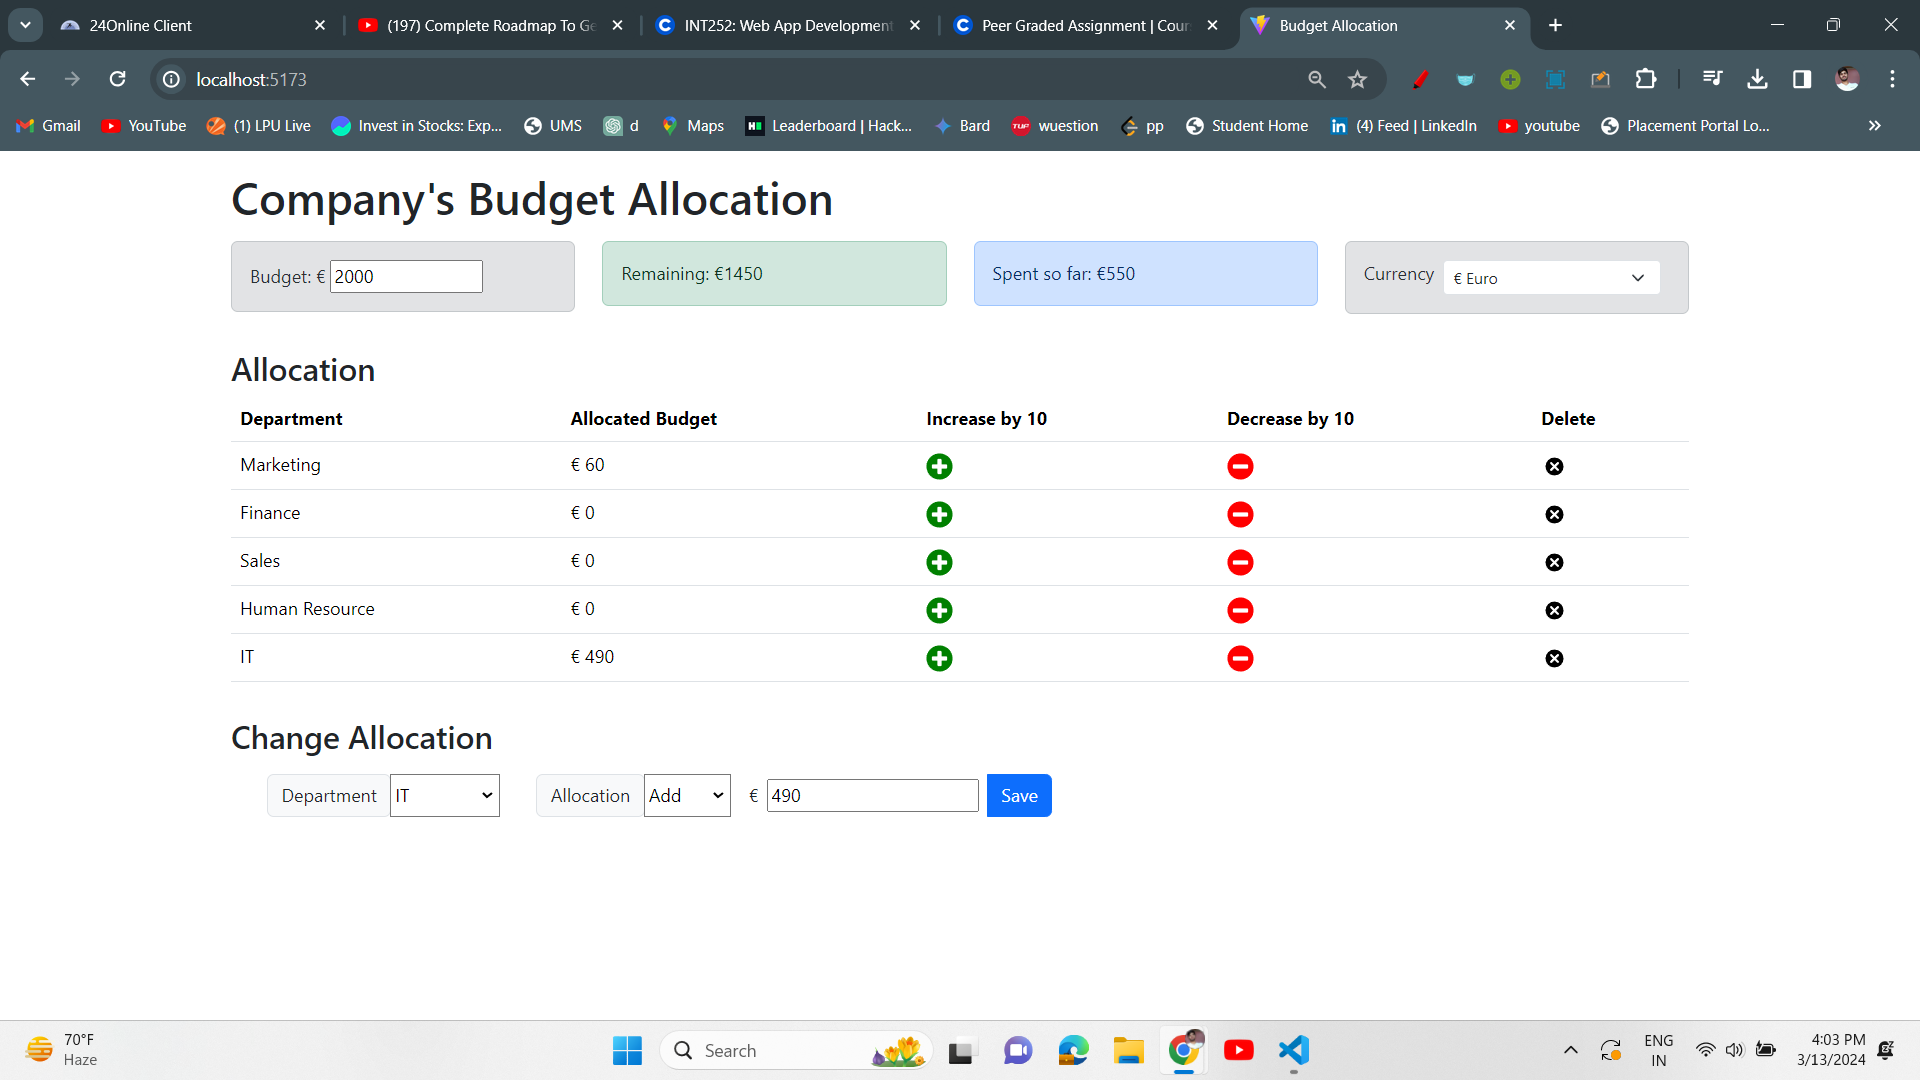 24Online Client
(197) Complete Roadmap To Ge
INT252: Web App Development
Peer Graded Assignment | Cour
Budget Allocation
localhost:5173
Gmail
YouTube
(1) LPU Live
Invest in Stocks: Exp...
UMS
d
Maps
Leaderboard | Hack...
Bard
TUF wuestion
pp
Student Home
(4) Feed | LinkedIn
youtube
Placement Portal Lo...
Company's Budget Allocation
Budget: € 2000
Remaining: €1450
Spent so far: €550
Currency € Euro
Allocation
Department Allocated Budget Increase by 10 Decrease by 10 Delete
Marketing € 60
Finance € 0
Sales € 0
Human Resource € 0
IT € 490
Change Allocation
Department IT Allocation Add € 490 Save
70°F
Haze
Search
ENG
IN
4:03 PM
3/13/2024